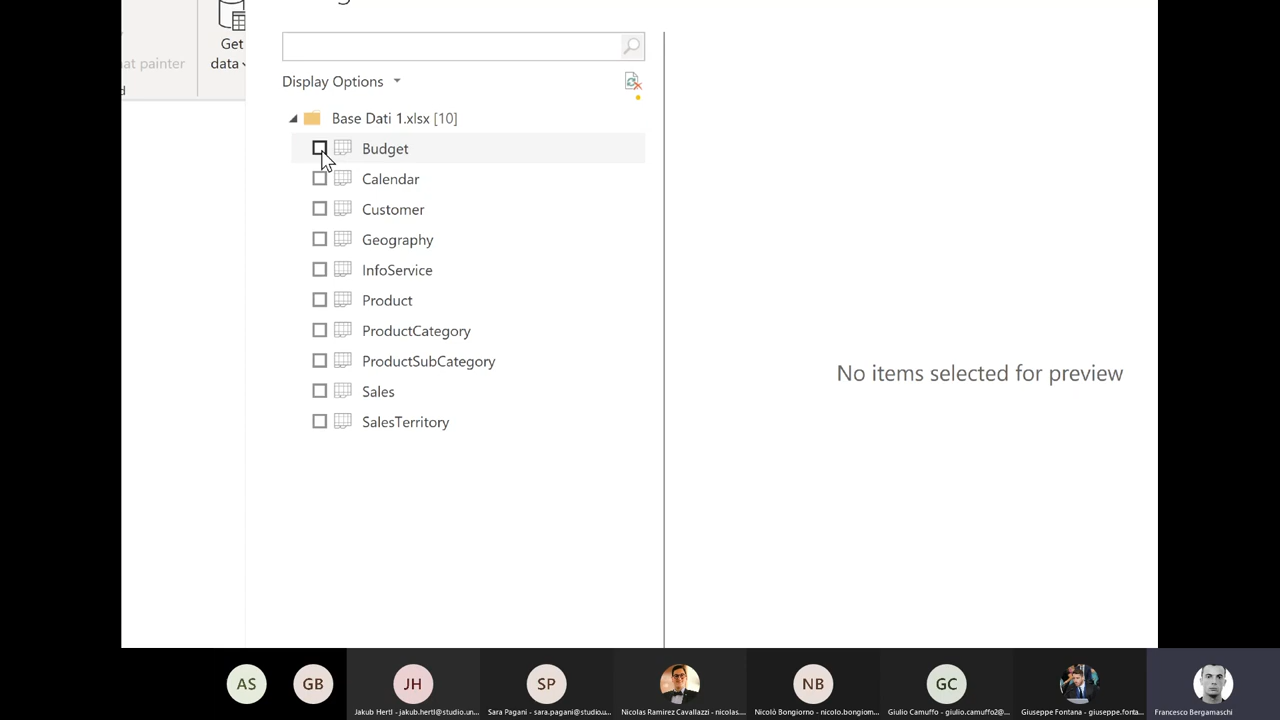 Get
data
at painter
Display Options
Base Dati 1.xlsx [10]
Budget
Calendar
Customer
Geography
InfoService
Product
ProductCategory
ProductSubCategory
Sales
SalesTerritory
No items selected for preview
AS
GB
JH
SP
NB
GC
Jakub Hertl - jakub.hertl@studio.un...
Sara Pagani - sara.pagani@studio.u...
Nicolas Ramirez Cavallazzi - nicolas....
Nicolò Bongiorno - nicolo.bongiorn...
Giulio Camuffo - giulio.camuffo2@...
Giuseppe Fontana - giuseppe.fonta...
Francesco Bergamaschi